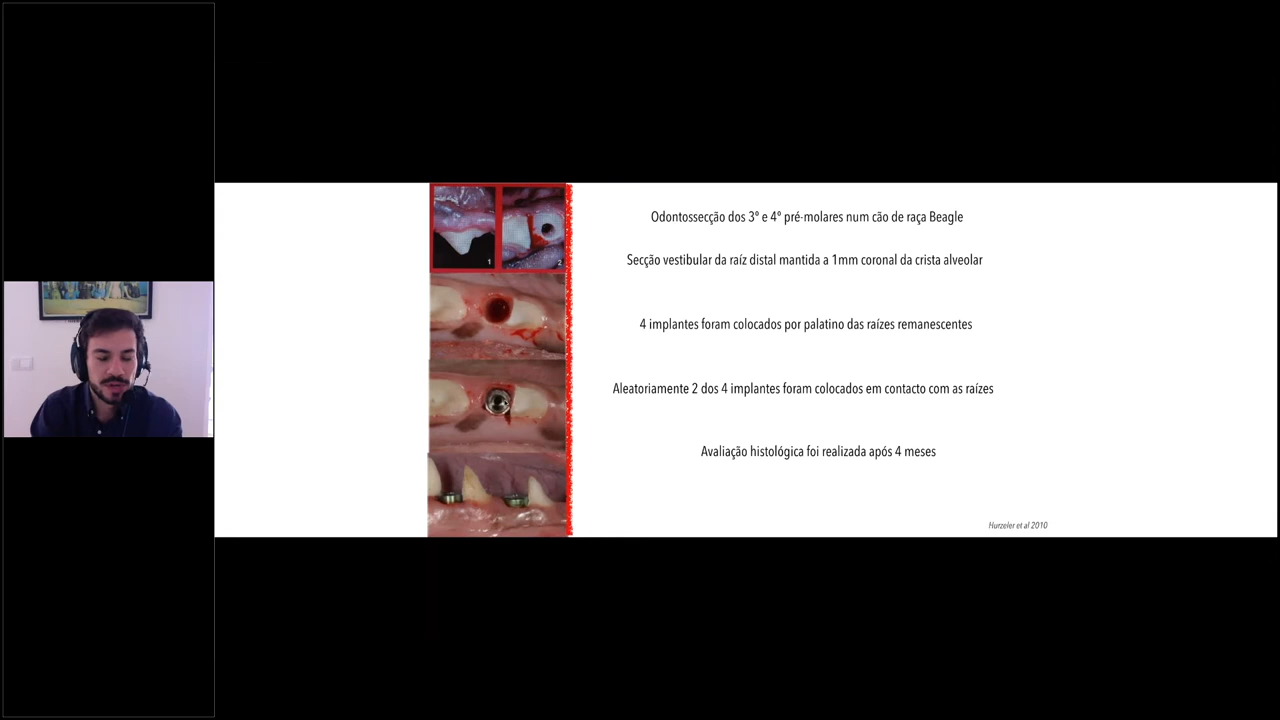 Odontossecção dos 3º e 4º pré-molares num cão de raça Beagle
Secção vestibular da raíz distal mantida a 1mm coronal da crista alveolar
4 implantes foram colocados por palatino das raízes remanescentes
Aleatoriamente 2 dos 4 implantes foram colocados em contacto com as raízes
Avaliação histológica foi realizada após 4 meses
Hurzeler et al 2010
1
2